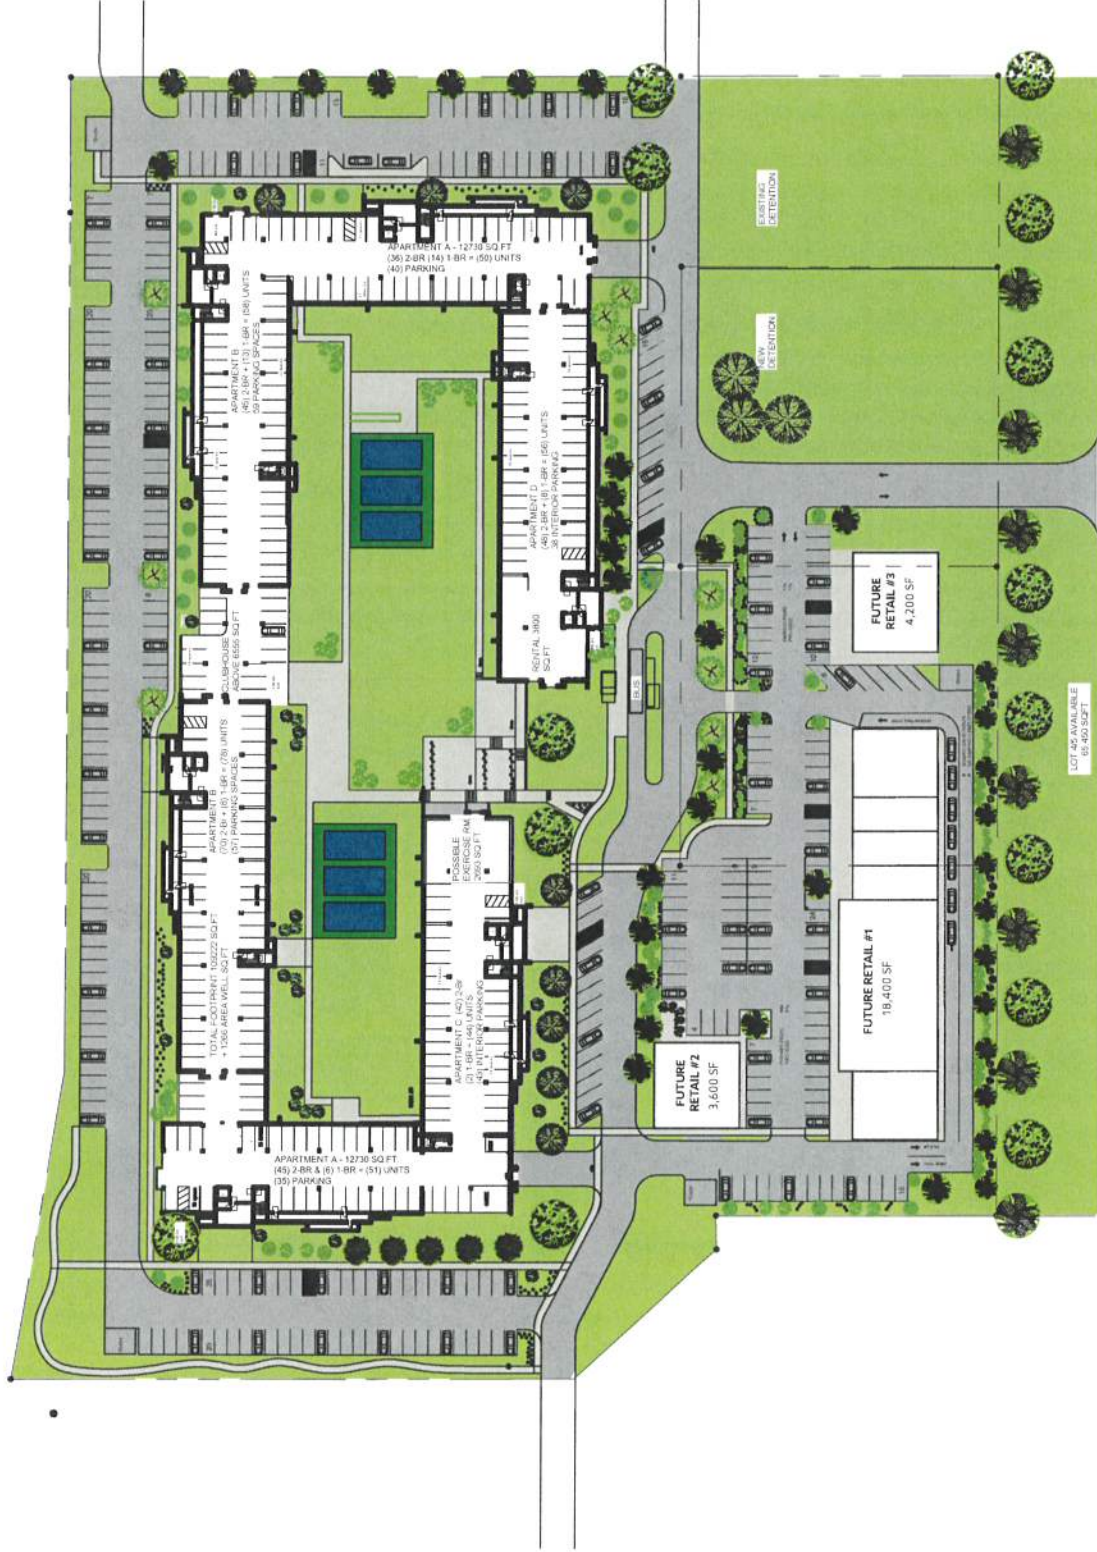 APARTMENT A - 12730 SQ.FT
(36) 2-BR (14) 1-BR = (50) UNITS
(40) PARKING
APARTMENT B
(45) 2-BR + (13) 1-BR = (58) UNITS
59 PARKING SPACES
CLUBHOUSE
ABOVE 6555 SQ FT
APARTMENT B
(70) 2-Br + (8) 1-BR = (78) UNITS
(57) PARKING SPACES
TOTAL FOOTPRINT 109222 SQ.FT
+ 1266 AREA WELL SQ FT
APARTMENT A - 12730 SQ.FT
(45) 2-BR & (6) 1-BR = (51) UNITS
(35) PARKING
APARTMENT C (42) 2-Br
(2) 1-BR = (44) UNITS
(43) INTERIOR PARKING
POSSIBLE
EXERCISE RM.
SQ FT
APARTMENT D
(48) 2-BR + (8) 1-BR = (56) UNITS
38 INTERIOR PARKING
RENTAL 3800
SQ FT
BUS
EXISTING
DETENTION
NEW
DETENTION
FUTURE
RETAIL #3
4,200 SF
FUTURE RETAIL #1
18,400 SF
FUTURE
RETAIL #2
3,600 SF
LOT 4/5 AVAILABLE
65 450 SQFT